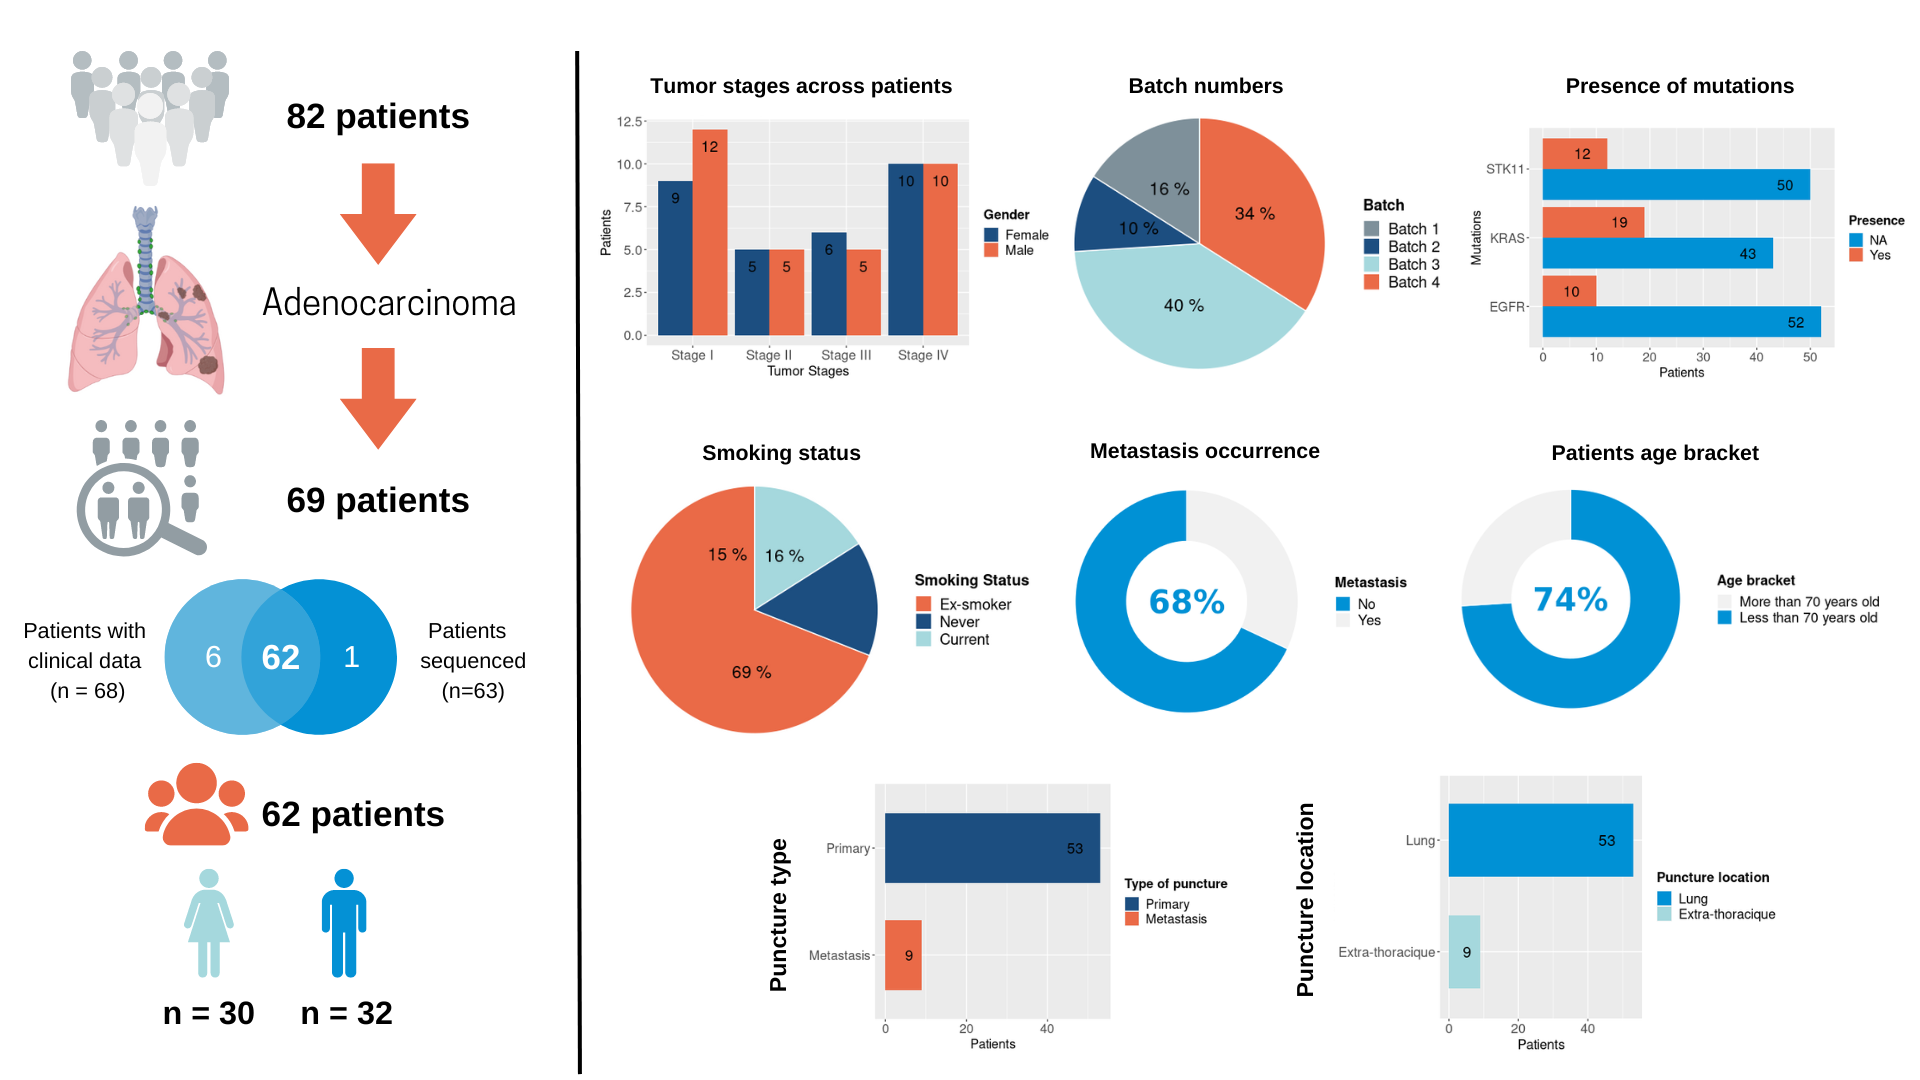 82 patients
Adenocarcinoma
69 patients
Patients with
clinical data
(n = 68)
6
62
1
Patients
sequenced
(n=63)
62 patients
n = 30
n = 32
Tumor stages across patients
Patients
12.5
10.0
7.5
5.0
2.5
0.0
9
12
5
5
6
5
10
10
Stage I
Stage II
Stage III
Stage IV
Tumor Stages
Gender
Female
Male
Batch numbers
16 %
34 %
10 %
40 %
Batch
Batch 1
Batch 2
Batch 3
Batch 4
Presence of mutations
Mutations
STK11
KRAS
EGFR
12
50
19
43
10
52
0
10
20
30
40
50
Patients
Presence
NA
Yes
Smoking status
15 %
16 %
69 %
Smoking Status
Ex-smoker
Never
Current
Metastasis occurrence
68%
Metastasis
No
Yes
Patients age bracket
74%
Age bracket
More than 70 years old
Less than 70 years old
Puncture type
Primary
53
Metastasis
9
0
20
40
Patients
Type of puncture
Primary
Metastasis
Puncture location
Lung
53
Extra-thoracique
9
0
20
40
Patients
Puncture location
Lung
Extra-thoracique